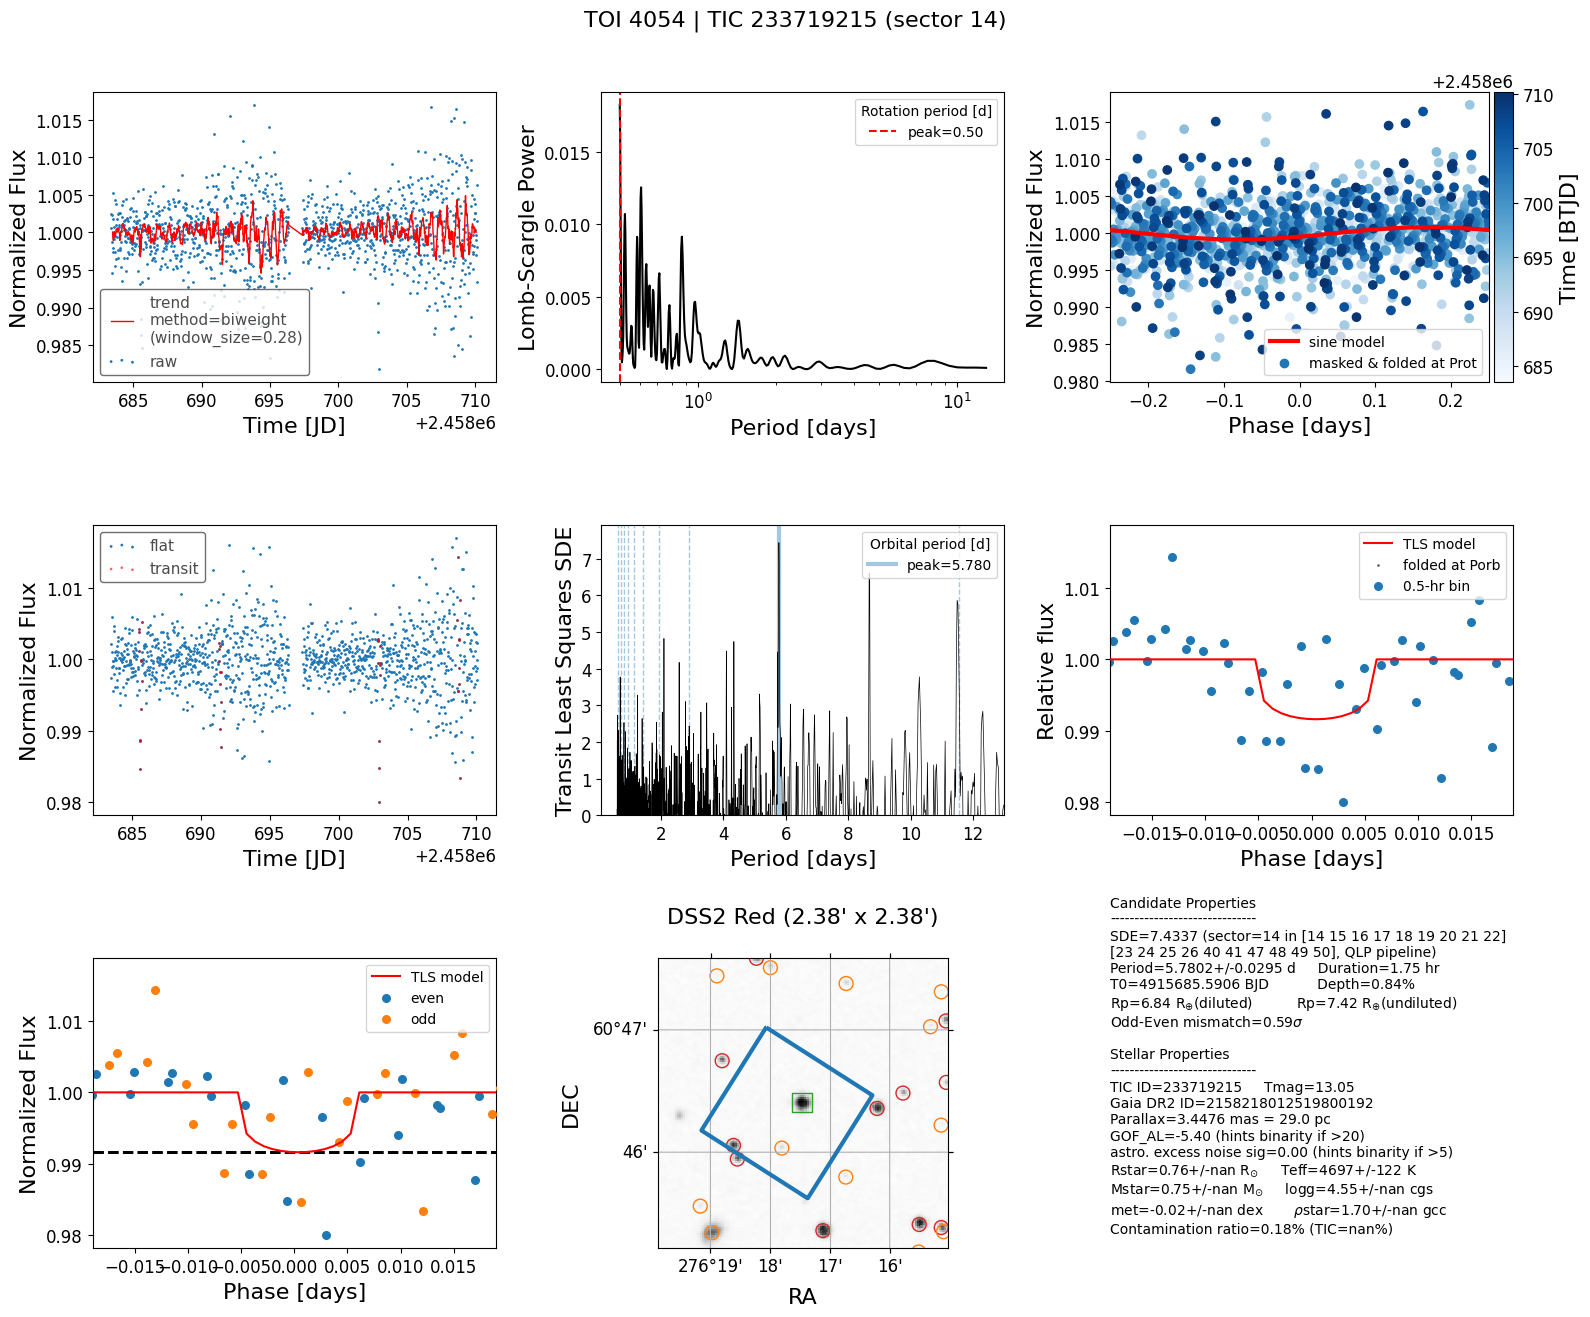 TOI 4054 | TIC 233719215 (sector 14)
Normalized Flux
1.015
1.010
1.005
1.000
0.995
0.990
0.985
trend
method=biweight
(window_size=0.28)
raw
685 690 695 700 705 710
Time [JD]
+2.458e6
Lomb-Scargle Power
0.015
0.010
0.005
0.000
Rotation period [d]
peak=0.50
10⁰ 10¹
Period [days]
Normalized Flux
1.015
1.010
1.005
1.000
0.995
0.990
0.985
0.980
sine model
masked & folded at Prot
−0.2 −0.1 0.0 0.1 0.2
Phase [days]
+2.458e6
710
705
700
695
690
685
Time [BTJD]
Normalized Flux
1.01
1.00
0.99
0.98
flat
transit
685 690 695 700 705 710
Time [JD]
+2.458e6
Transit Least Squares SDE
7
6
5
4
3
2
1
0
Orbital period [d]
peak=5.780
2 4 6 8 10 12
Period [days]
Relative flux
1.01
1.00
0.99
0.98
TLS model
folded at Porb
0.5-hr bin
−0.015 −0.010 −0.005 0.000 0.005 0.010 0.015
Phase [days]
Normalized Flux
1.01
1.00
0.99
0.98
TLS model
even
odd
−0.015 −0.010 −0.005 0.000 0.005 0.010 0.015
Phase [days]
DSS2 Red (2.38' x 2.38')
DEC
60°47'
46'
276°19' 18' 17' 16'
RA
Candidate Properties
------------------------------
SDE=7.4337 (sector=14 in [14 15 16 17 18 19 20 21 22]
[23 24 25 26 40 41 47 48 49 50], QLP pipeline)
Period=5.7802+/-0.0295 d Duration=1.75 hr
T0=4915685.5906 BJD Depth=0.84%
Rp=6.84 R⊕(diluted) Rp=7.42 R⊕(undiluted)
Odd-Even mismatch=0.59σ
Stellar Properties
------------------------------
TIC ID=233719215 Tmag=13.05
Gaia DR2 ID=2158218012519800192
Parallax=3.4476 mas = 29.0 pc
GOF_AL=-5.40 (hints binarity if >20)
astro. excess noise sig=0.00 (hints binarity if >5)
Rstar=0.76+/-nan R⊙ Teff=4697+/-122 K
Mstar=0.75+/-nan M⊙ logg=4.55+/-nan cgs
met=-0.02+/-nan dex ρstar=1.70+/-nan gcc
Contamination ratio=0.18% (TIC=nan%)